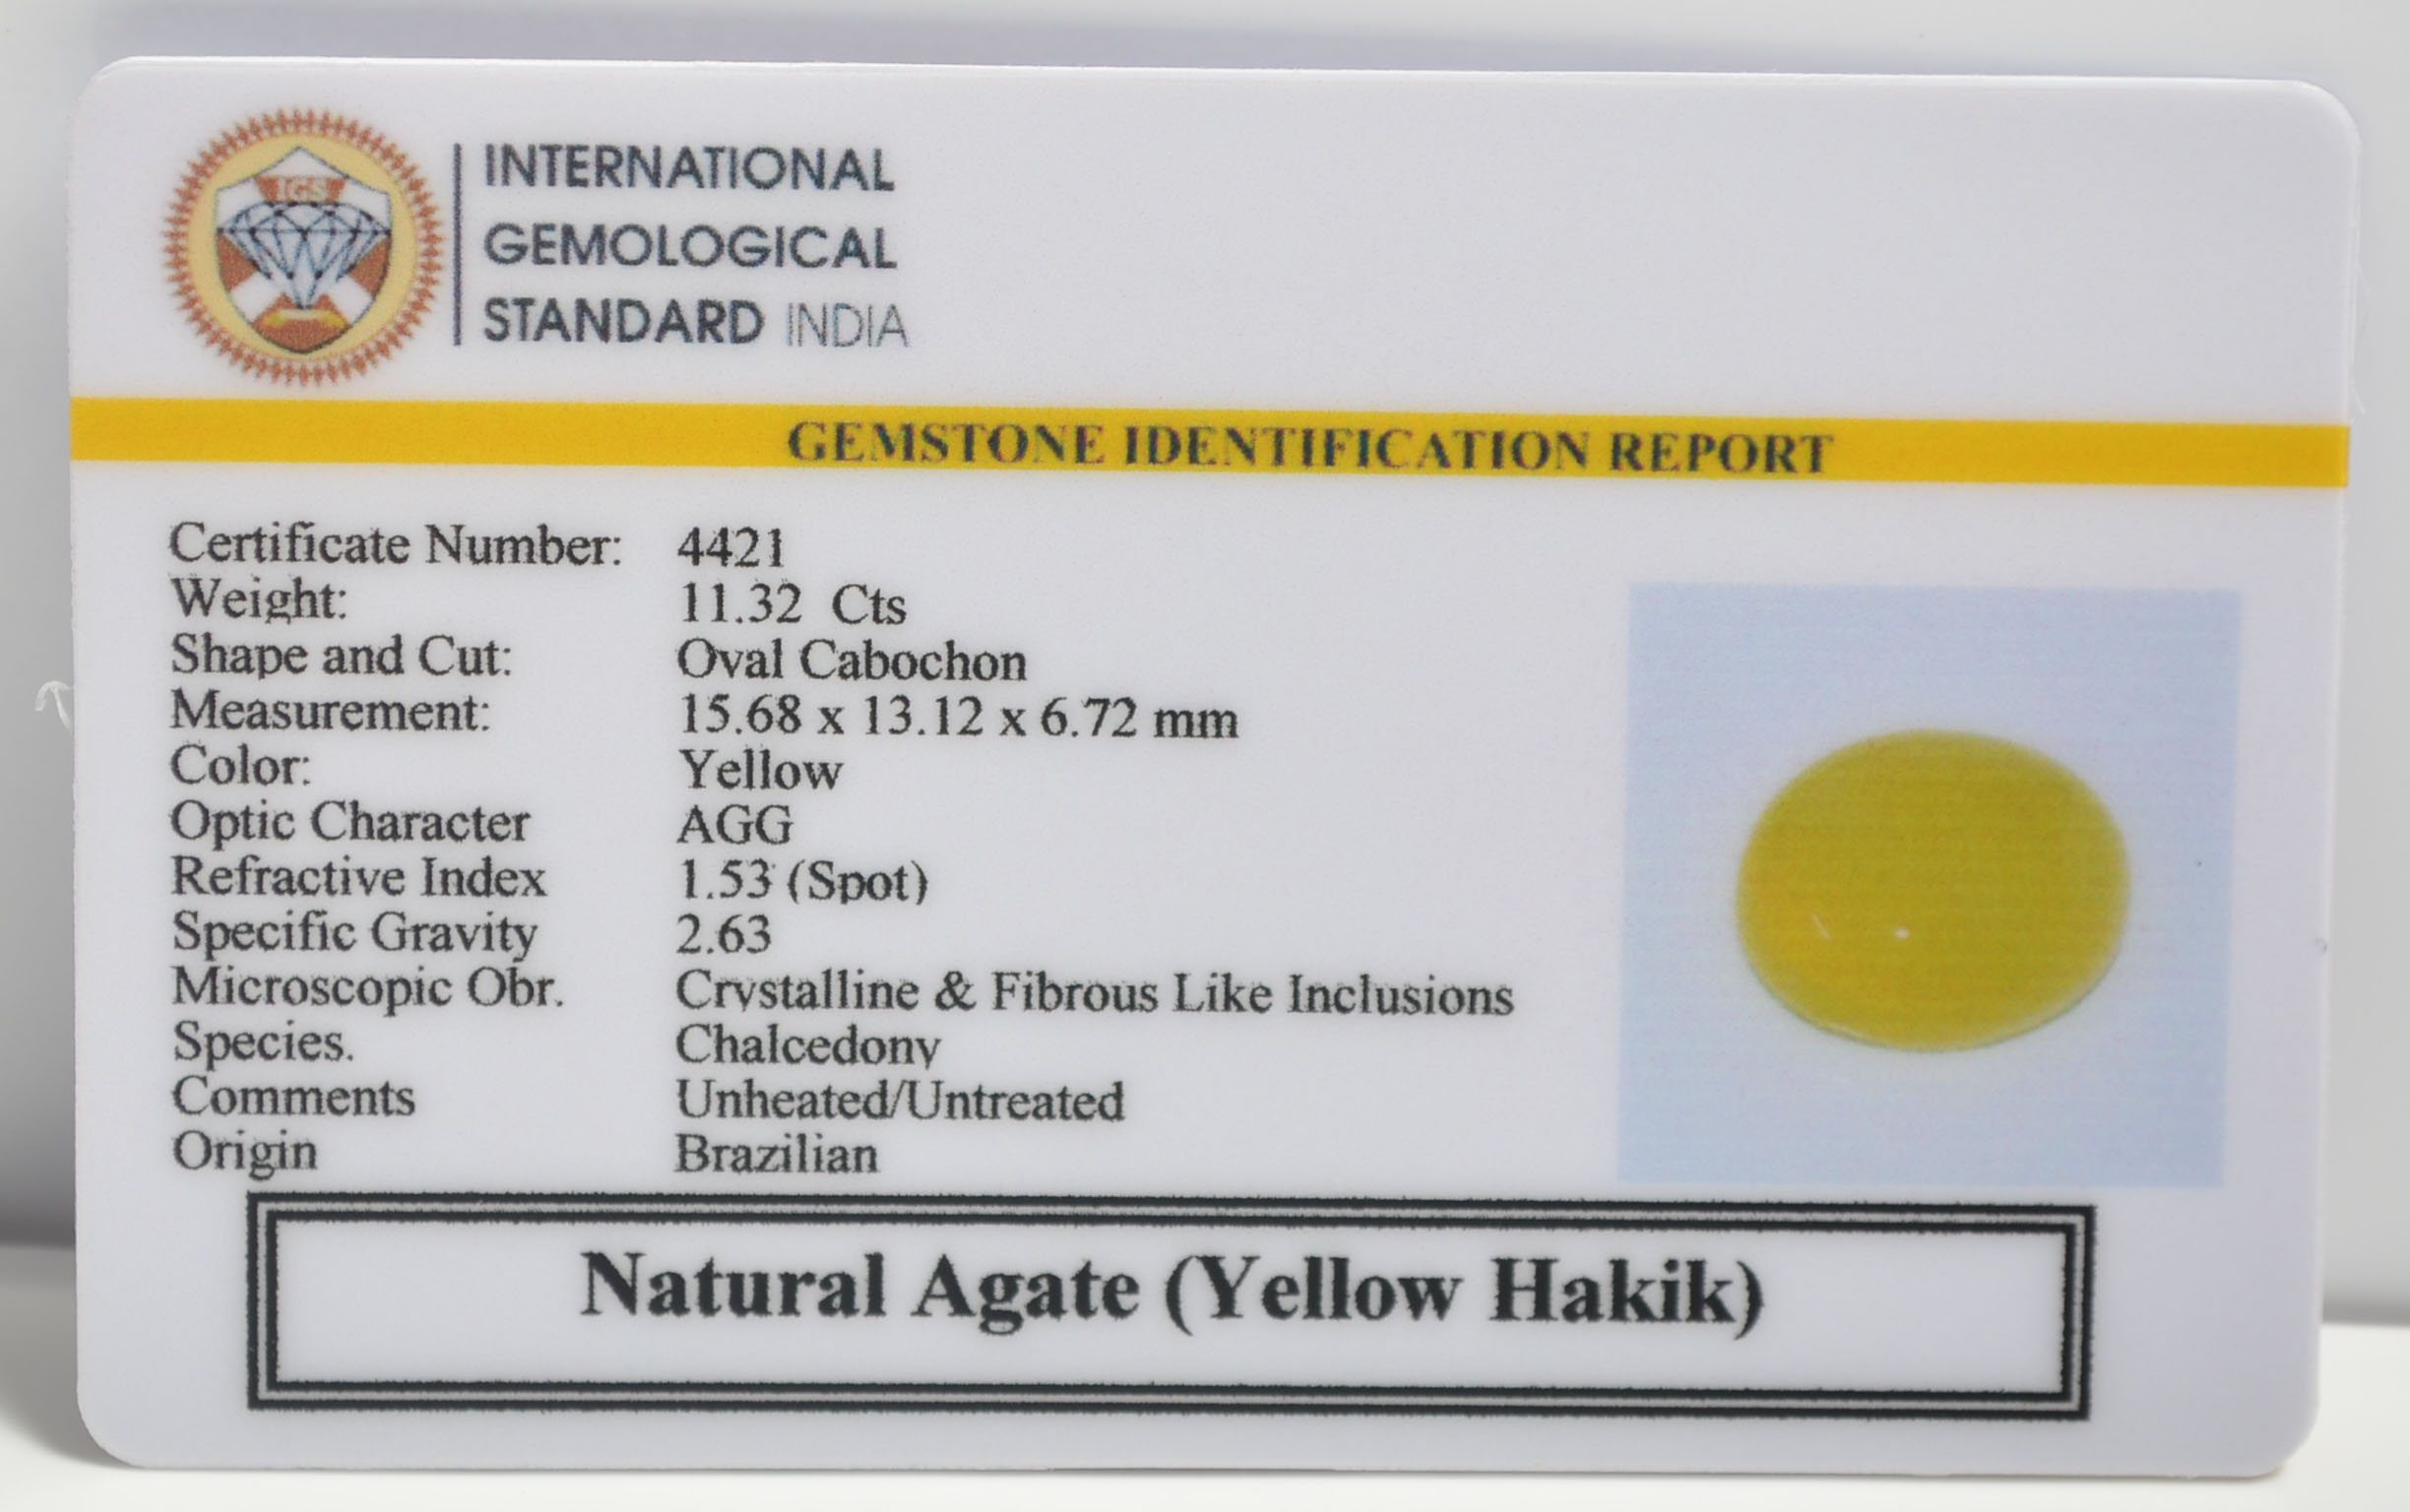 IGS
INTERNATIONAL
GEMOLOGICAL
STANDARD INDIA
GEMSTONE IDENTIFICATION REPORT
Certificate Number: 4421
Weight: 11.32 Cts
Shape and Cut: Oval Cabochon
Measurement: 15.68 x 13.12 x 6.72 mm
Color: Yellow
Optic Character AGG
Refractive Index 1.53 (Spot)
Specific Gravity 2.63
Microscopic Obr. Crystalline & Fibrous Like Inclusions
Species. Chalcedony
Comments Unheated/Untreated
Origin Brazilian
Natural Agate (Yellow Hakik)